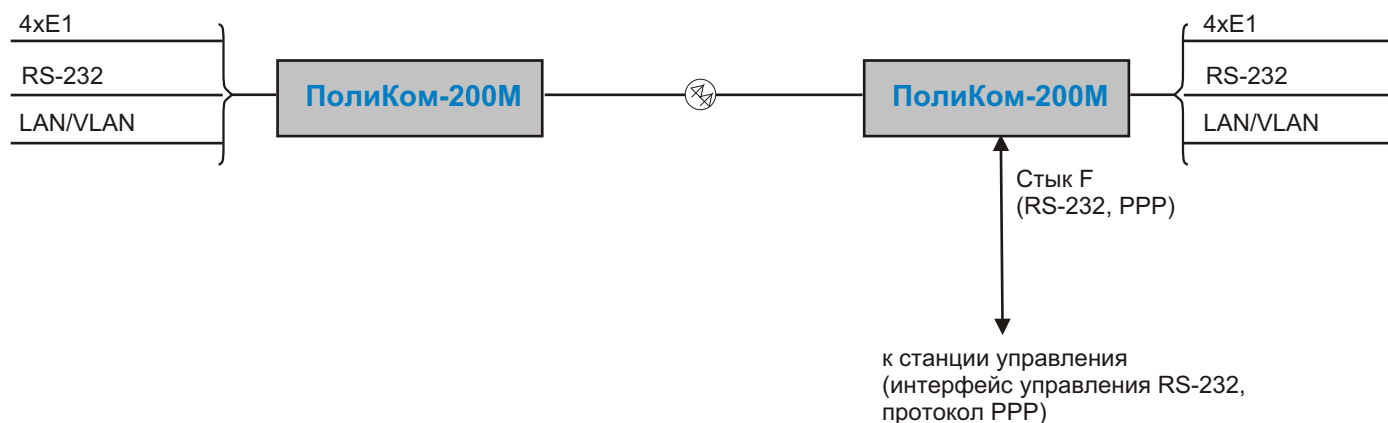 4xE1
RS-232
LAN/VLAN
ПолиКом-200М
ПолиКом-200М
4xE1
RS-232
LAN/VLAN
Стык F
(RS-232, PPP)
к станции управления
(интерфейс управления RS-232,
протокол PPP)